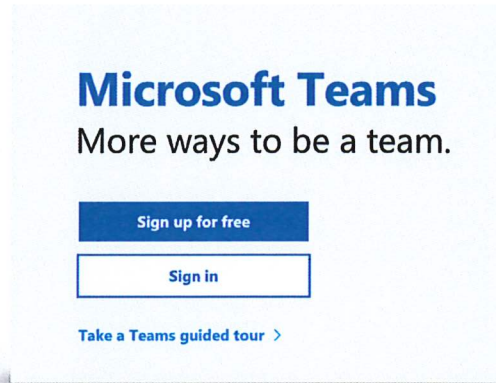 Microsoft Teams
More ways to be a team.
Sign up for free
Sign in
Take a Teams guided tour >